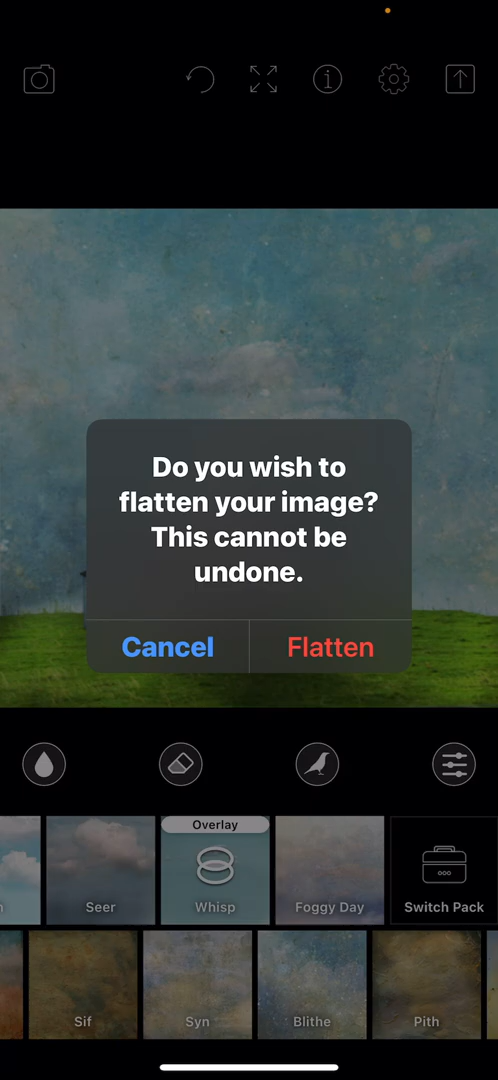 Do you wish to
flatten your image?
This cannot be
undone.
Cancel
Flatten
Overlay
n
Seer
Whisp
Foggy Day
Switch Pack
Sif
Syn
Blithe
Pith